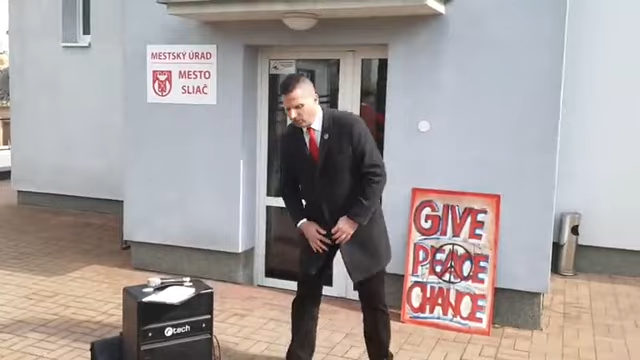 MESTSKÝ ÚRAD
MESTO
SLIAČ
GIVE
PEACE
CHANCE
tech